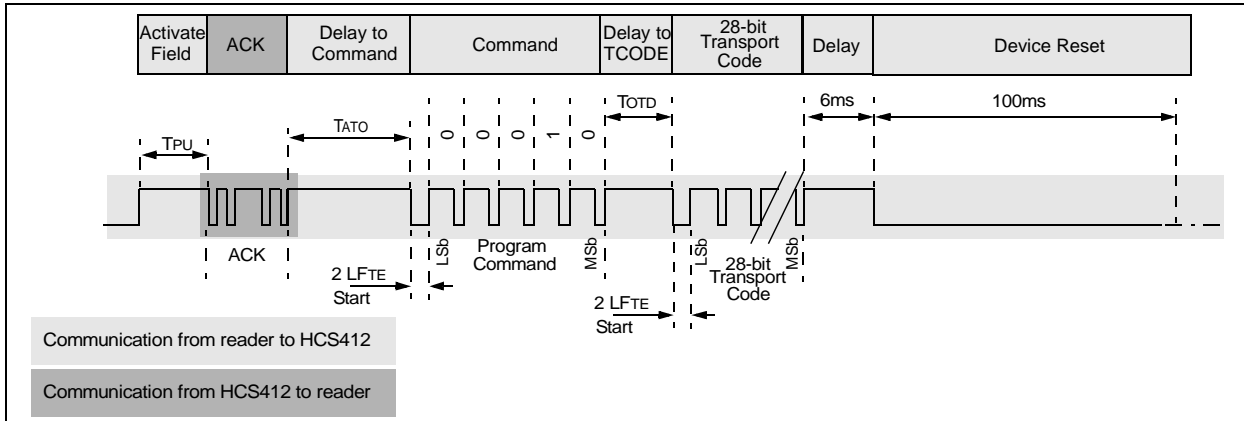 Activate Field
ACK
Delay to Command
Command
Delay to TCODE
28-bit Transport Code
Delay
Device Reset
TPU
TATO
0 0 0 1 0
TOTD
6ms
100ms
ACK
2 LFTE
Start
LSb
Program Command
MSb
2 LFTE
Start
LSb
28-bit Transport Code
MSb
Communication from reader to HCS412
Communication from HCS412 to reader